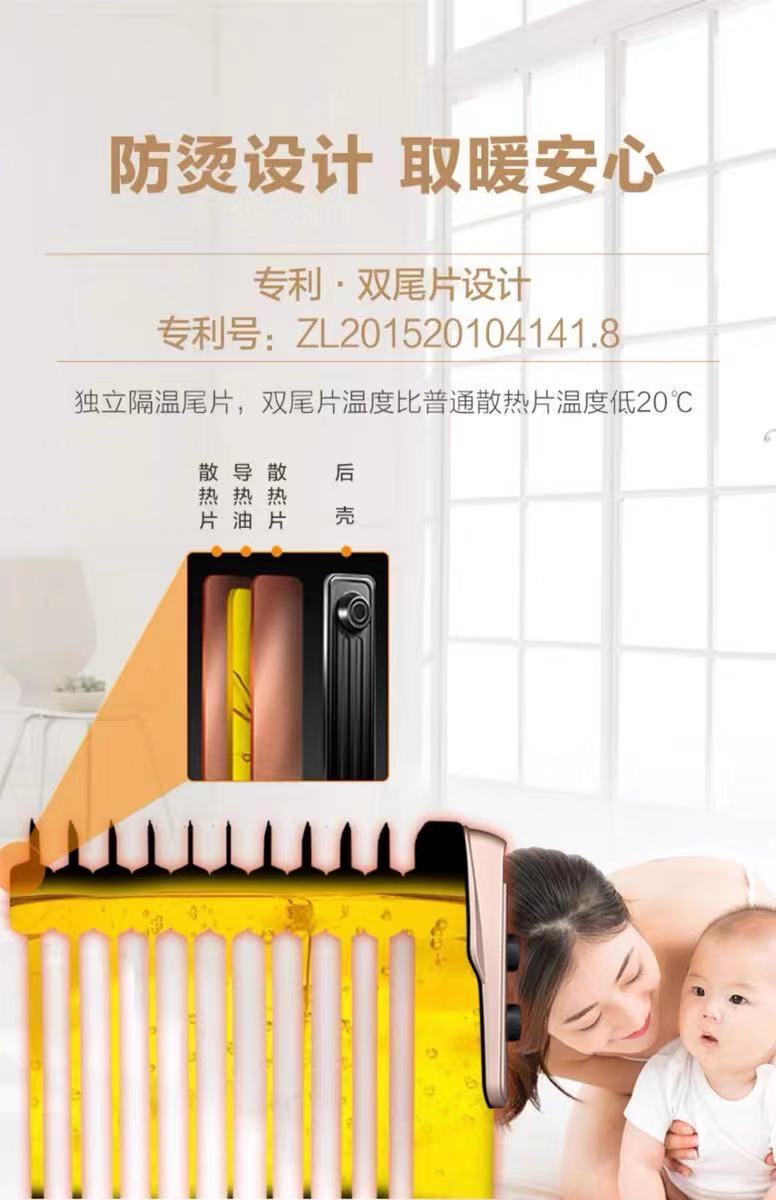 防烫设计 取暖安心
专利·双尾片设计
专利号：ZL201520104141.8
独立隔温尾片，双尾片温度比普通散热片温度低20℃
散热片
导热油
散热片
后壳